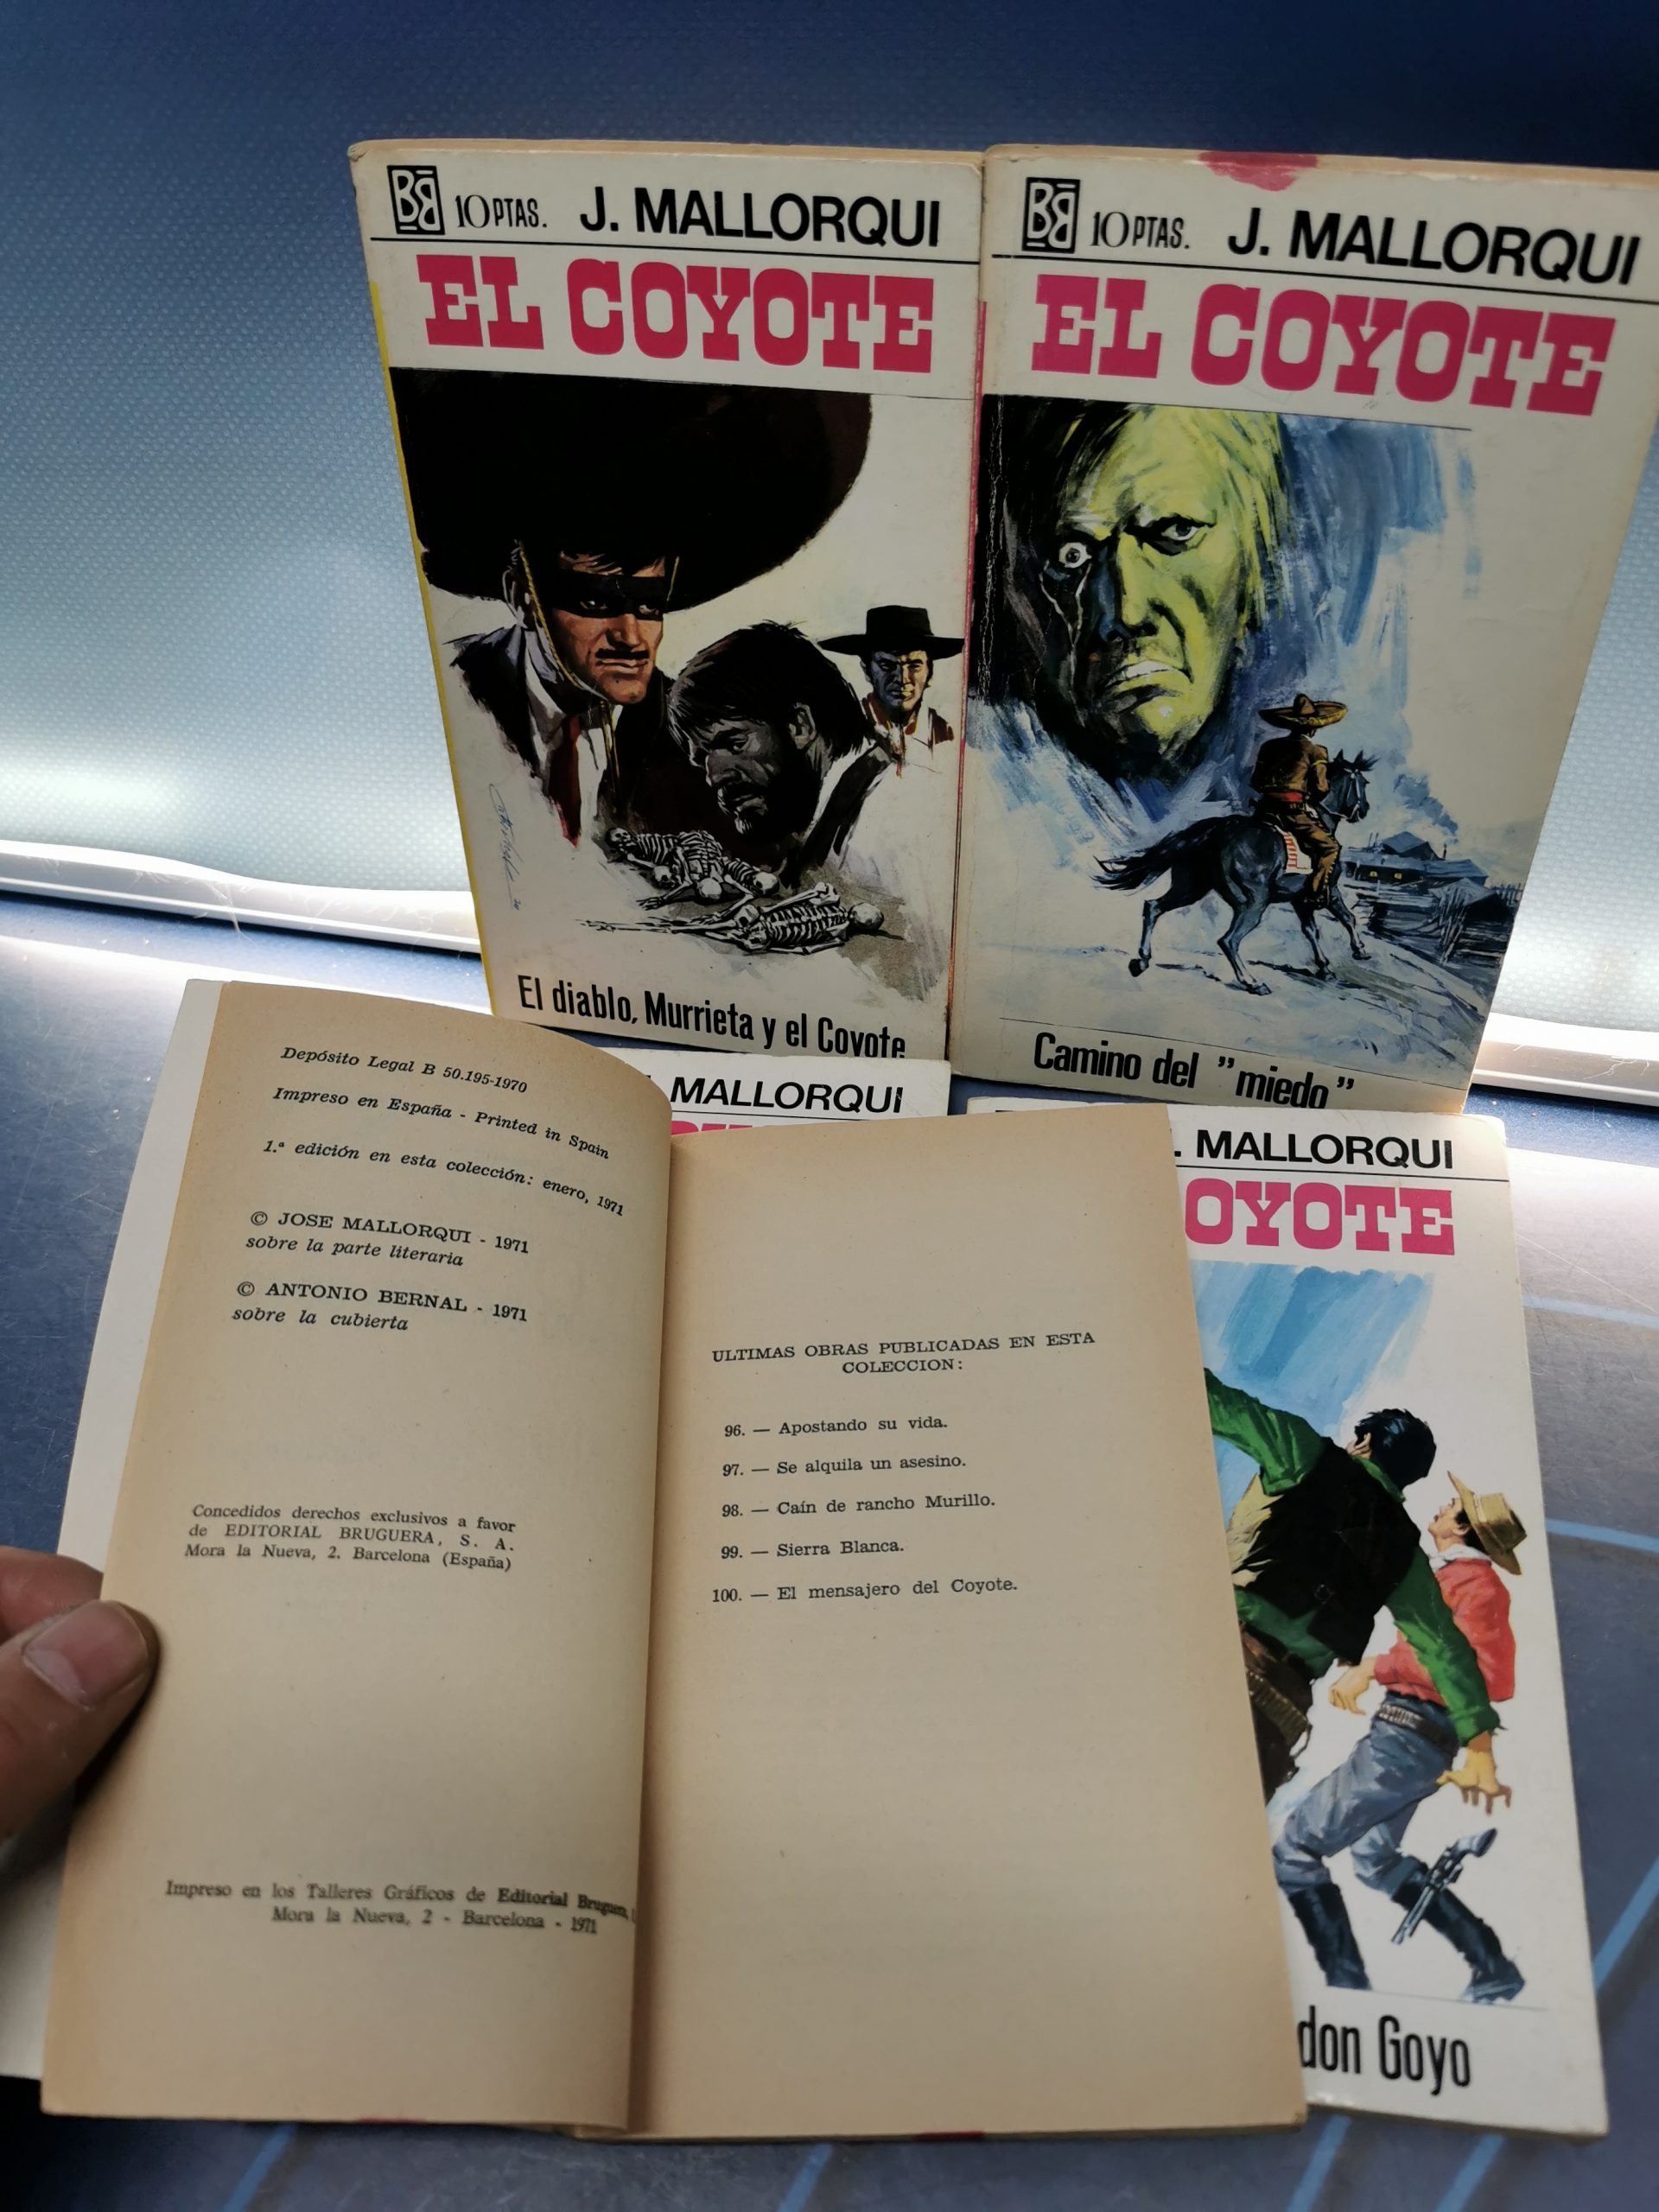 BB 10 PTAS. J. MALLORQUI
EL COYOTE
El diablo, Murrieta y el Coyote
BB 10 PTAS. J. MALLORQUI
EL COYOTE
Camino del "miedo"
MALLORQUI
J. MALLORQUI
OYOTE
don Goyo
Depósito Legal B 50.195-1970
Impreso en España - Printed in Spain
1.ª edición en esta colección: enero, 1971
© JOSE MALLORQUI - 1971
sobre la parte literaria
© ANTONIO BERNAL - 1971
sobre la cubierta
Concedidos derechos exclusivos a favor
de EDITORIAL BRUGUERA, S. A.
Mora la Nueva, 2. Barcelona (España)
Impreso en los Talleres Gráficos de Editorial Bruguera,
Mora la Nueva, 2 - Barcelona - 1971
ULTIMAS OBRAS PUBLICADAS EN ESTA
COLECCION:
96. — Apostando su vida.
97. — Se alquila un asesino.
98. — Caín de rancho Murillo.
99. — Sierra Blanca.
100. — El mensajero del Coyote.